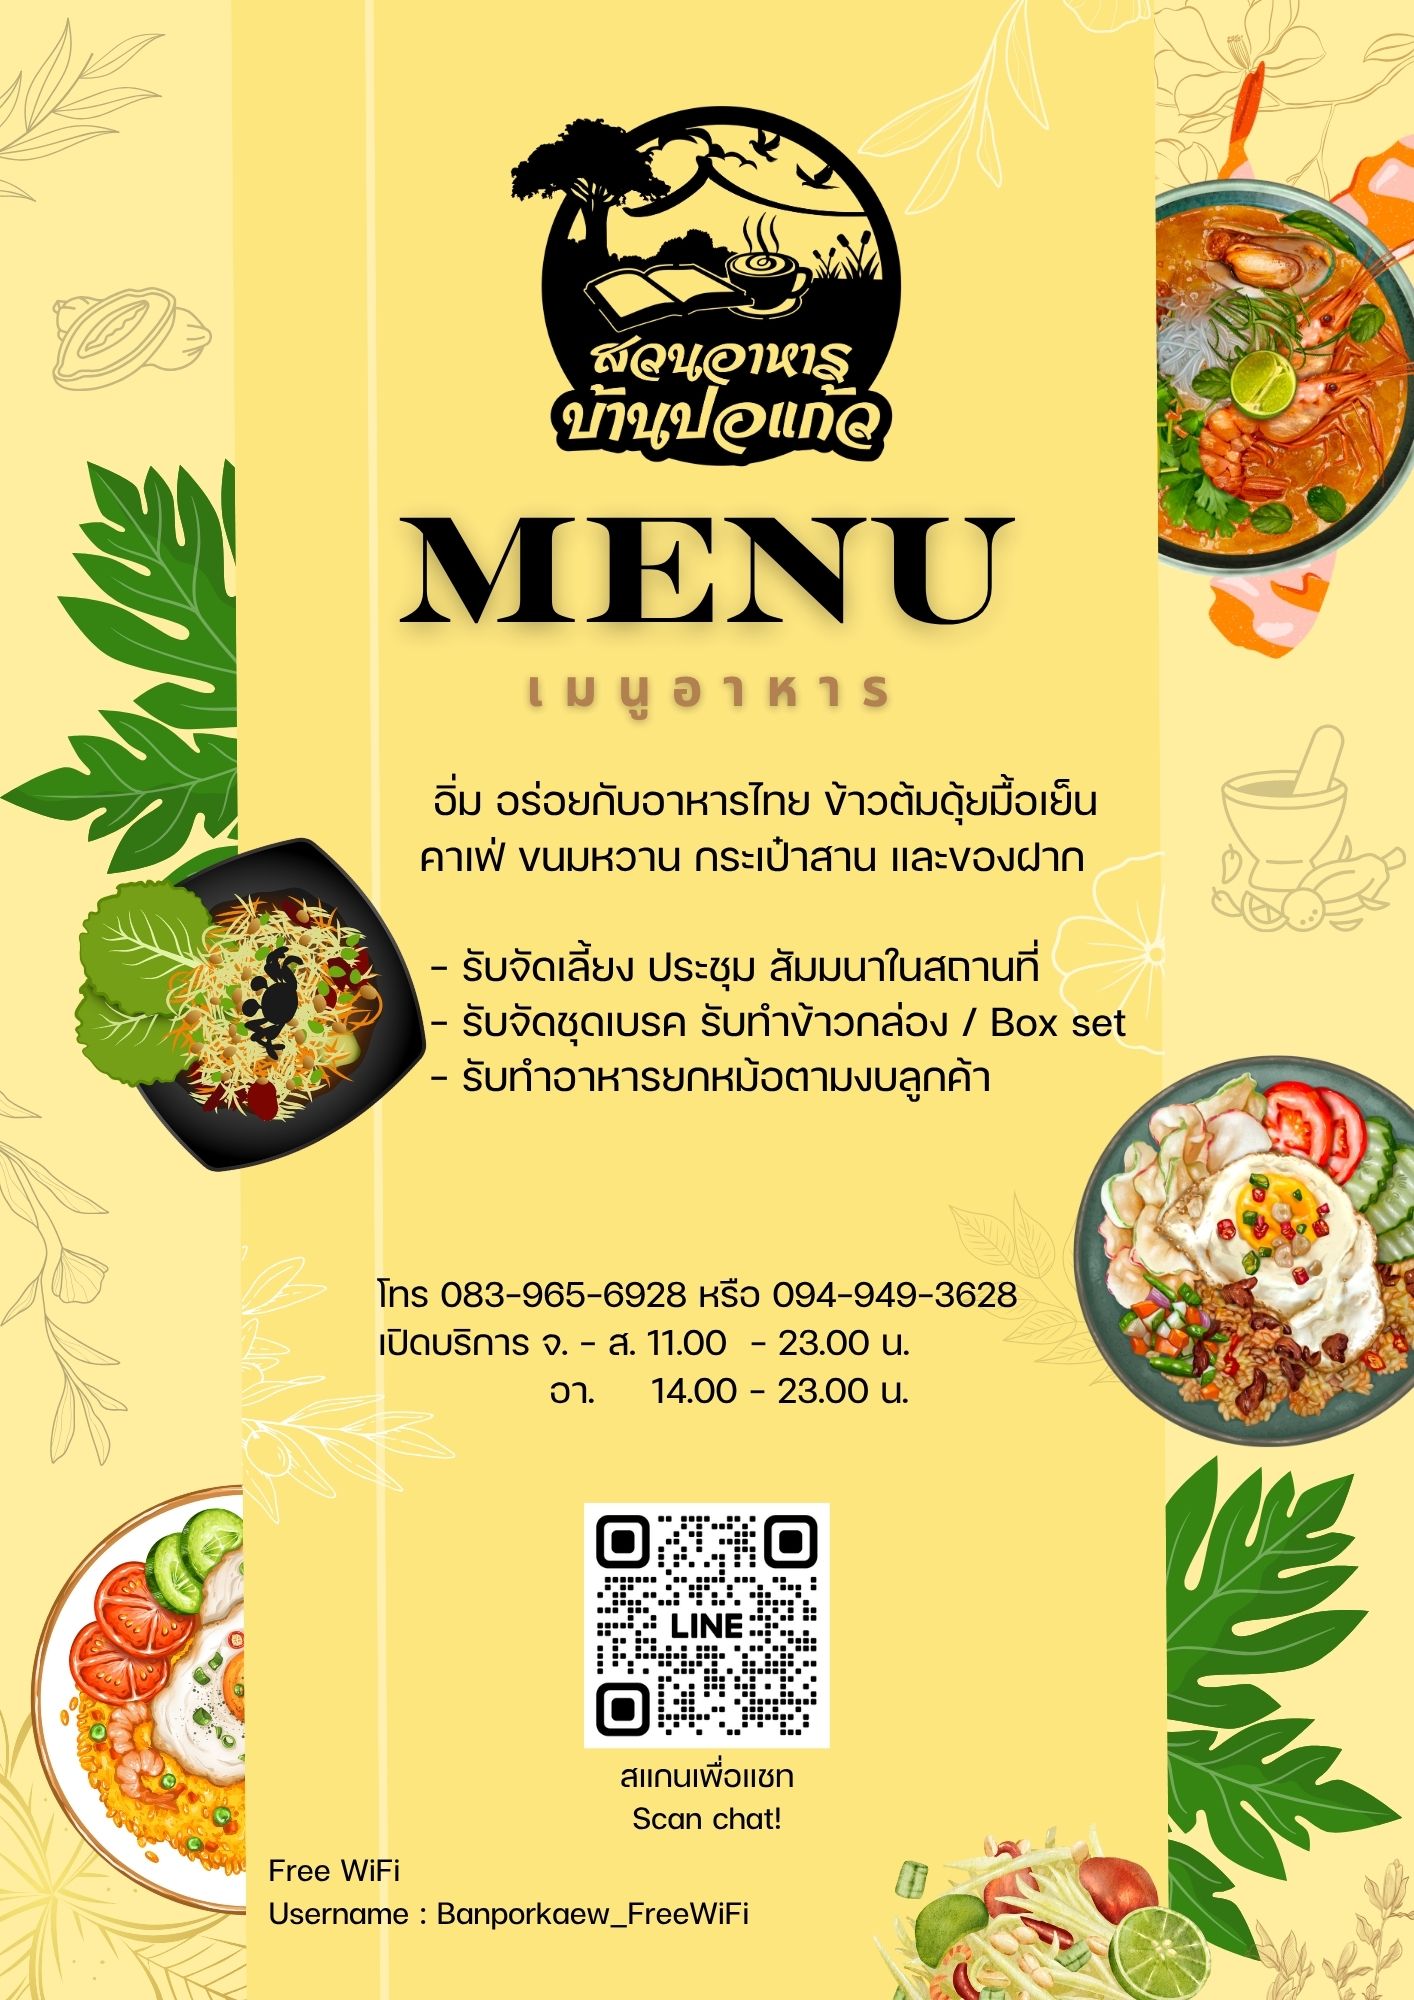 สวนอาหาร
บ้านปอแก้ว
MENU
เมนูอาหาร
อิ่ม อร่อยกับอาหารไทย ข้าวต้มดุ้ยมื้อเย็น
คาเฟ่ ขนมหวาน กระเป๋าสาน และของฝาก
- รับจัดเลี้ยง ประชุม สัมมนาในสถานที่
- รับจัดชุดเบรค รับทำข้าวกล่อง / Box set
- รับทำอาหารยกหม้อตามงบลูกค้า
โทร 083-965-6928 หรือ 094-949-3628
เปิดบริการ จ. - ส. 11.00 - 23.00 น.
อา. 14.00 - 23.00 น.
LINE
สแกนเพื่อแชท
Scan chat!
Free WiFi
Username : Banporkaew_FreeWiFi